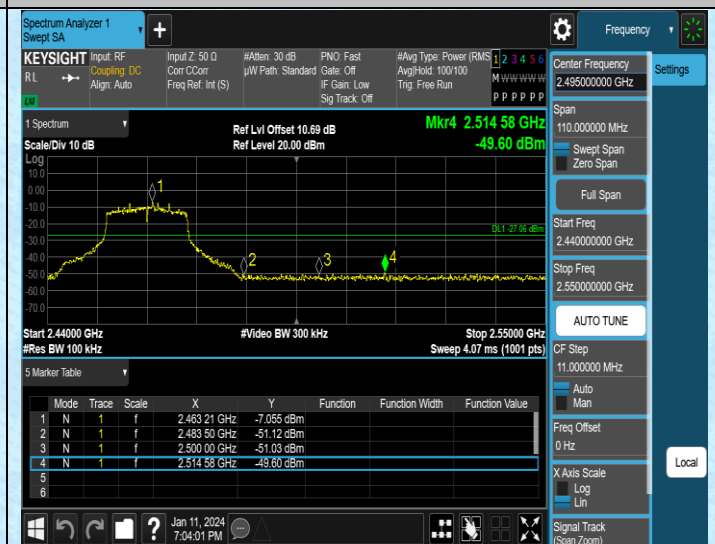 Spectrum Analyzer 1
Swept SA
+
Frequency
KEYSIGHT
RL
LXI
Input: RF
Coupling: DC
Align: Auto
Input Z: 50 Ω
Corr CCorr
Freq Ref: Int (S)
#Atten: 30 dB
µW Path: Standard
PNO: Fast
Gate: Off
IF Gain: Low
Sig Track: Off
#Avg Type: Power (RMS
Avg|Hold: 100/100
Trig: Free Run
1 2 3 4 5 6
M W W W W W
P P P P P P
1 Spectrum
Scale/Div 10 dB
Ref Lvl Offset 10.69 dB
Ref Level 20.00 dBm
Mkr4 2.514 58 GHz
-49.60 dBm
Log
10.0
0.00
-10.0
-20.0
-30.0
-40.0
-50.0
-60.0
-70.0
1
2
3
4
DL1 -27.06 dBm
Start 2.44000 GHz
#Res BW 100 kHz
#Video BW 300 kHz
Stop 2.55000 GHz
Sweep 4.07 ms (1001 pts)
5 Marker Table
Mode Trace Scale X Y Function Function Width Function Value
1 N 1 f 2.463 21 GHz -7.055 dBm
2 N 1 f 2.483 50 GHz -51.12 dBm
3 N 1 f 2.500 00 GHz -51.03 dBm
4 N 1 f 2.514 58 GHz -49.60 dBm
5
6
Center Frequency
2.495000000 GHz
Settings
Span
110.000000 MHz
Swept Span
Zero Span
Full Span
Start Freq
2.440000000 GHz
Stop Freq
2.550000000 GHz
AUTO TUNE
CF Step
11.000000 MHz
Auto
Man
Freq Offset
0 Hz
X Axis Scale
Log
Lin
Signal Track
(Span Zoom)
Local
?
Jan 11, 2024
7:04:01 PM